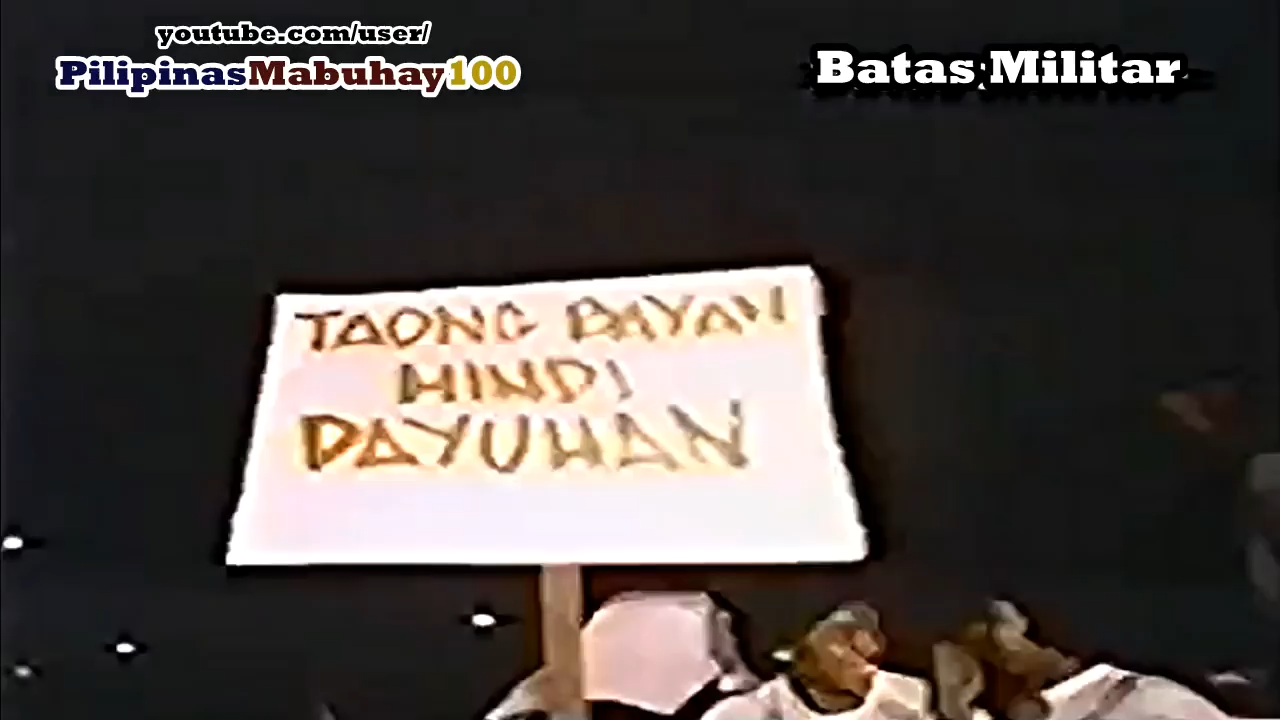 youtube.com/user/
PilipinasMabuhay100
Batas Militar
TAONG BAYAN
HINDI
DAYUHAN